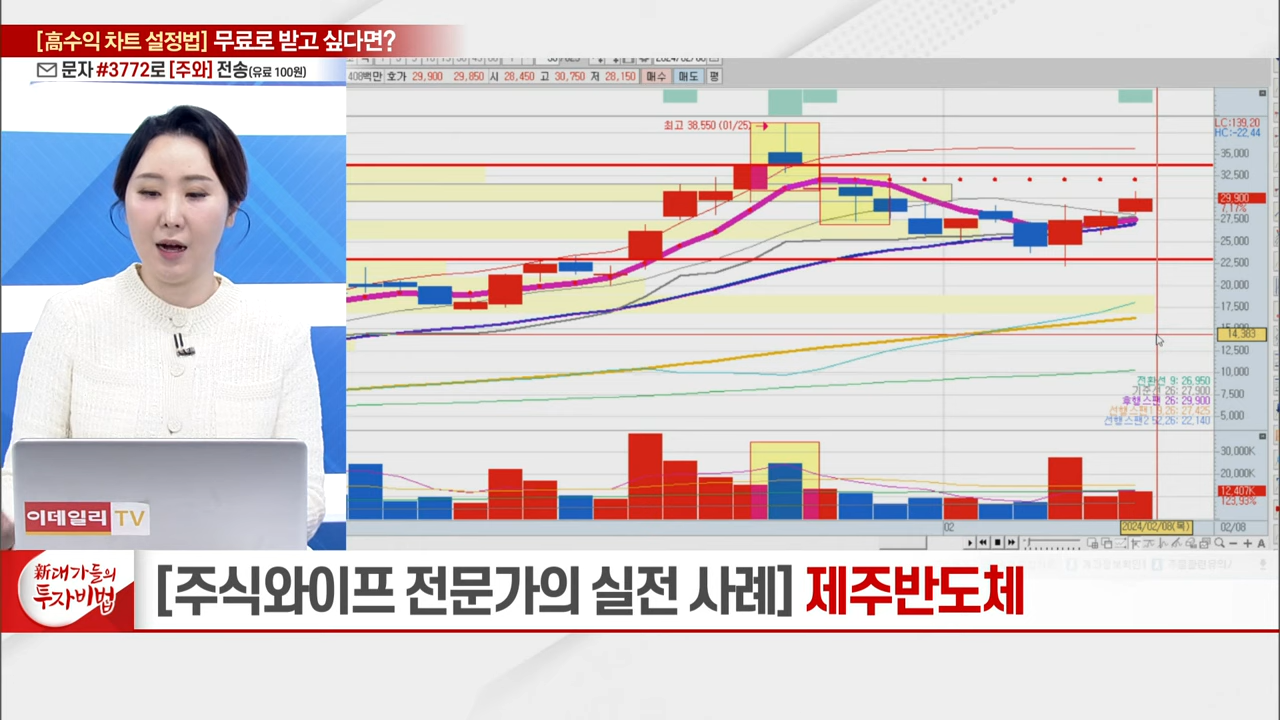 [高수익 차트 설정법] 무료로 받고 싶다면?
문자 #3772로 [주와] 전송(유료 100원)
408백만 호가 29,900 29,850 시 28,450 고 30,750 저 28,150 매수 매도 평
LC:139,20
HC:-22,44
최고 38,550 (01/25)
35,000
32,500
29,900
7.17%
27,500
25,000
22,500
20,000
17,500
15,000
14,383
12,500
10,000
7,500
5,000
전환선 9: 26,950
기준선 26: 27,900
후행스팬 26: 29,900
선행스팬1 9,26: 27,425
선행스팬2 52,26: 22,140
30,000K
20,000K
12,407K
123.93%
02
2024/02/08(목)
02/08
이데일리 TV
新대가들의
투자비법
[주식와이프 전문가의 실전 사례] 제주반도체